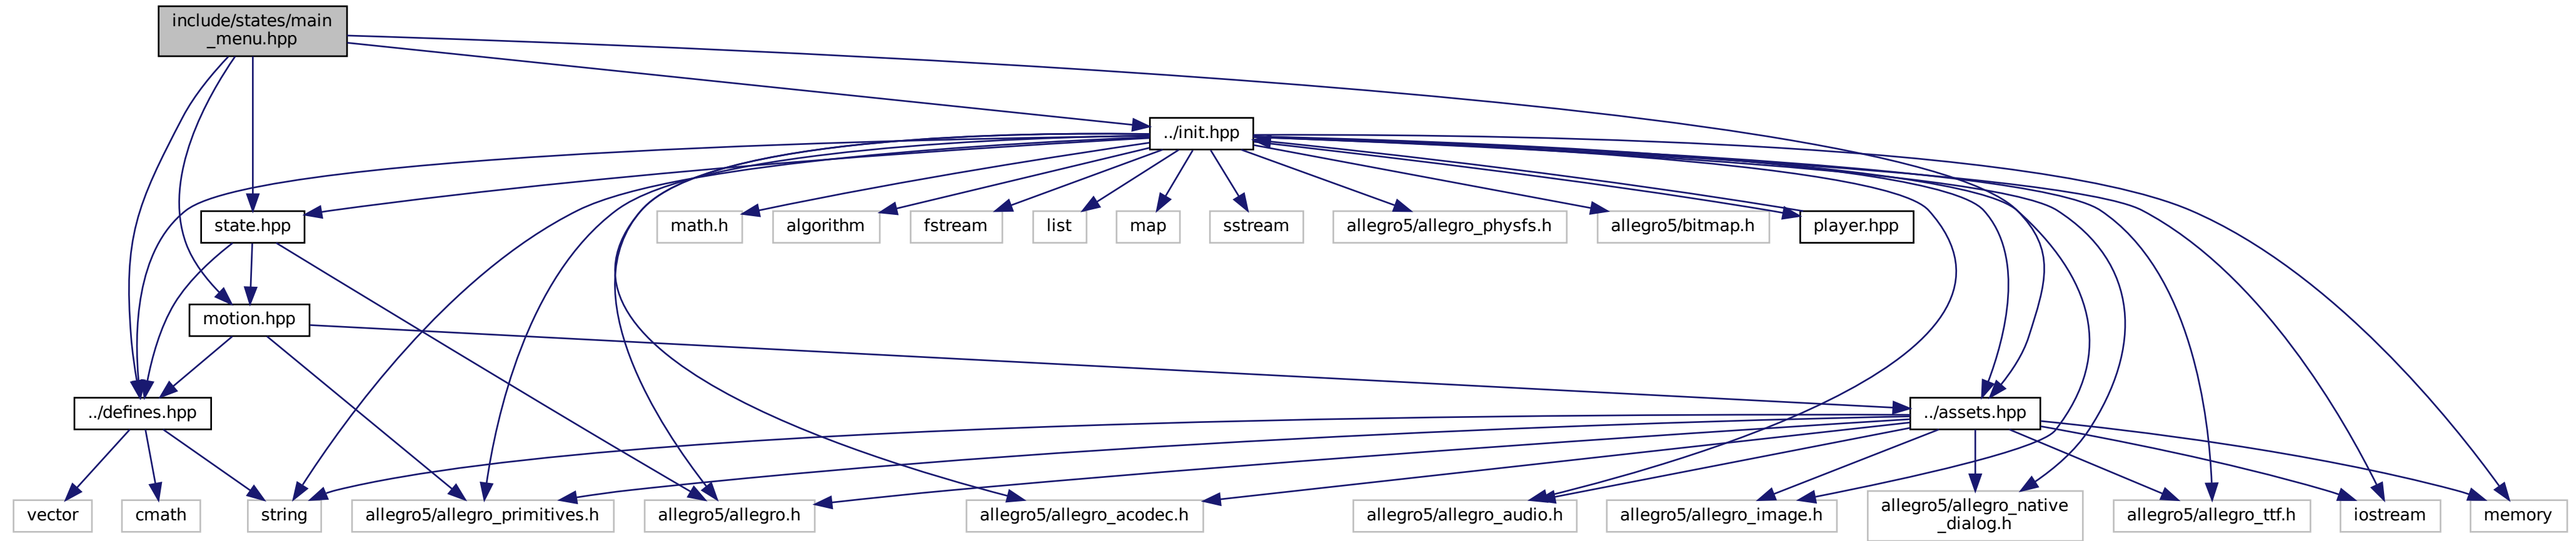 include/states/main
_menu.hpp
../init.hpp
state.hpp
math.h
algorithm
fstream
list
map
sstream
allegro5/allegro_physfs.h
allegro5/bitmap.h
player.hpp
motion.hpp
../defines.hpp
../assets.hpp
vector
cmath
string
allegro5/allegro_primitives.h
allegro5/allegro.h
allegro5/allegro_acodec.h
allegro5/allegro_audio.h
allegro5/allegro_image.h
allegro5/allegro_native
_dialog.h
allegro5/allegro_ttf.h
iostream
memory